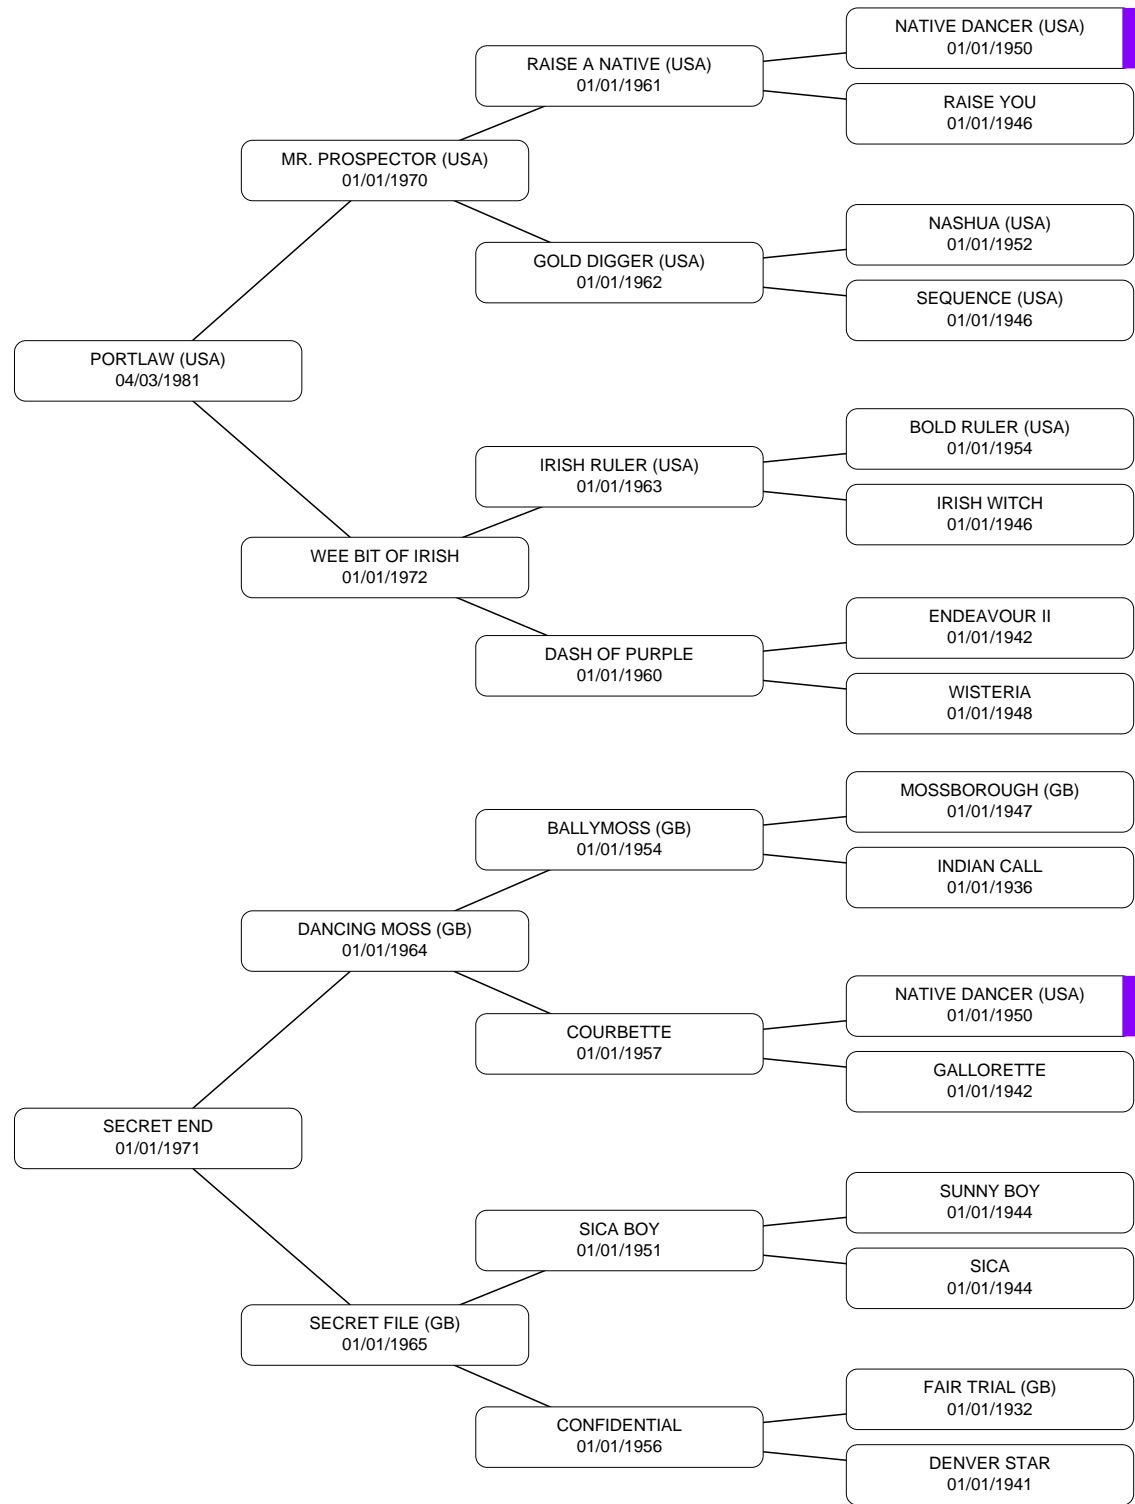 NATIVE DANCER (USA)
01/01/1950
RAISE A NATIVE (USA)
01/01/1961
RAISE YOU
01/01/1946
MR. PROSPECTOR (USA)
01/01/1970
NASHUA (USA)
01/01/1952
GOLD DIGGER (USA)
01/01/1962
SEQUENCE (USA)
01/01/1946
PORTLAW (USA)
04/03/1981
BOLD RULER (USA)
01/01/1954
IRISH RULER (USA)
01/01/1963
IRISH WITCH
01/01/1946
WEE BIT OF IRISH
01/01/1972
ENDEAVOUR II
01/01/1942
DASH OF PURPLE
01/01/1960
WISTERIA
01/01/1948
MOSSBOROUGH (GB)
01/01/1947
BALLYMOSS (GB)
01/01/1954
INDIAN CALL
01/01/1936
DANCING MOSS (GB)
01/01/1964
NATIVE DANCER (USA)
01/01/1950
COURBETTE
01/01/1957
GALLORETTE
01/01/1942
SECRET END
01/01/1971
SUNNY BOY
01/01/1944
SICA BOY
01/01/1951
SICA
01/01/1944
SECRET FILE (GB)
01/01/1965
FAIR TRIAL (GB)
01/01/1932
CONFIDENTIAL
01/01/1956
DENVER STAR
01/01/1941